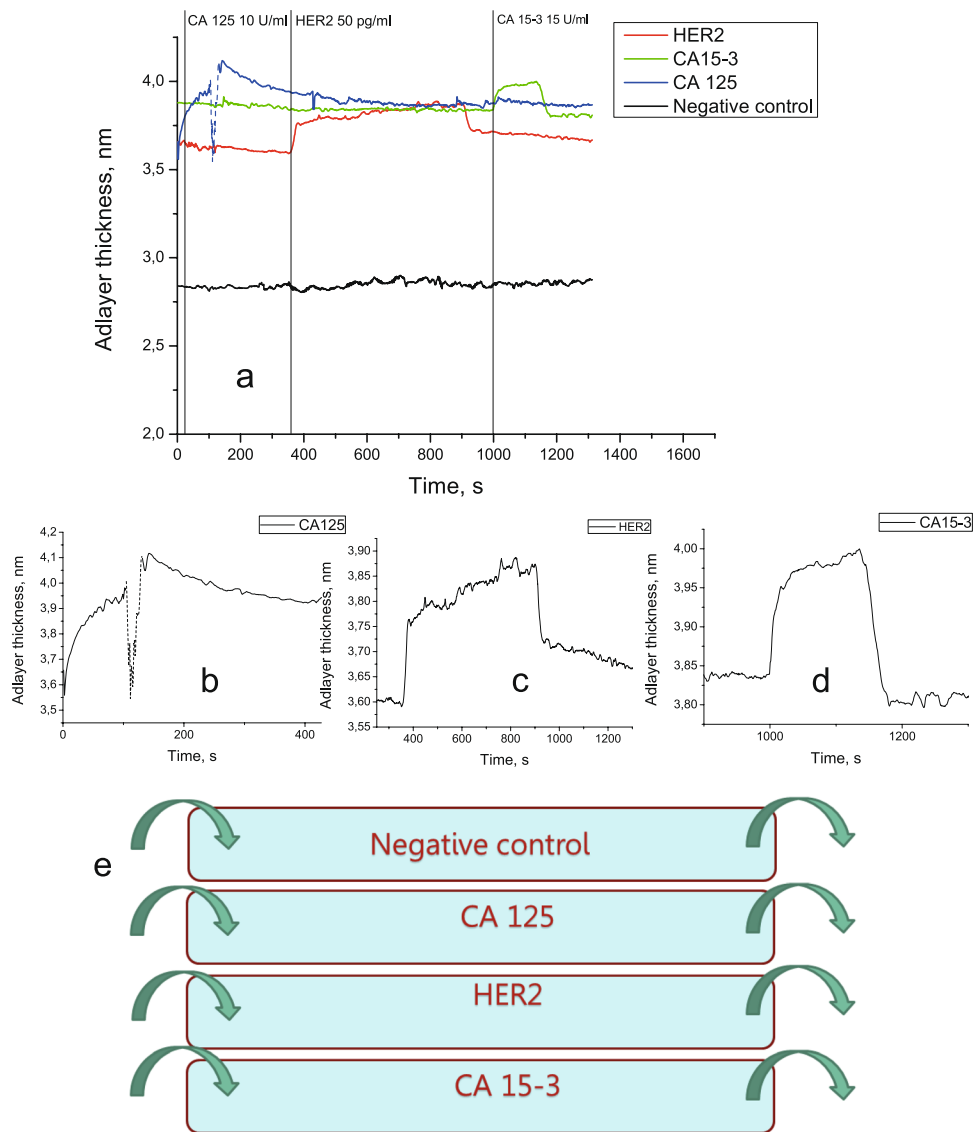 CA 125 10 U/ml
HER2 50 pg/ml
CA 15-3 15 U/ml
HER2
CA15-3
CA 125
Negative control
4,0
3,5
3,0
2,5
2,0
Adlayer thickness, nm
a
0 200 400 600 800 1000 1200 1400 1600
Time, s
CA125
4,2
4,1
4,0
3,9
3,8
3,7
3,6
3,5
Adlayer thickness, nm
b
0 200 400
Time, s
HER2
3,90
3,85
3,80
3,75
3,70
3,65
3,60
3,55
Adlayer thickness, nm
c
400 600 800 1000 1200
Time, s
CA15-3
4,00
3,95
3,90
3,85
3,80
Adlayer thickness, nm
d
1000 1200
Time, s
e
Negative control
CA 125
HER2
CA 15-3